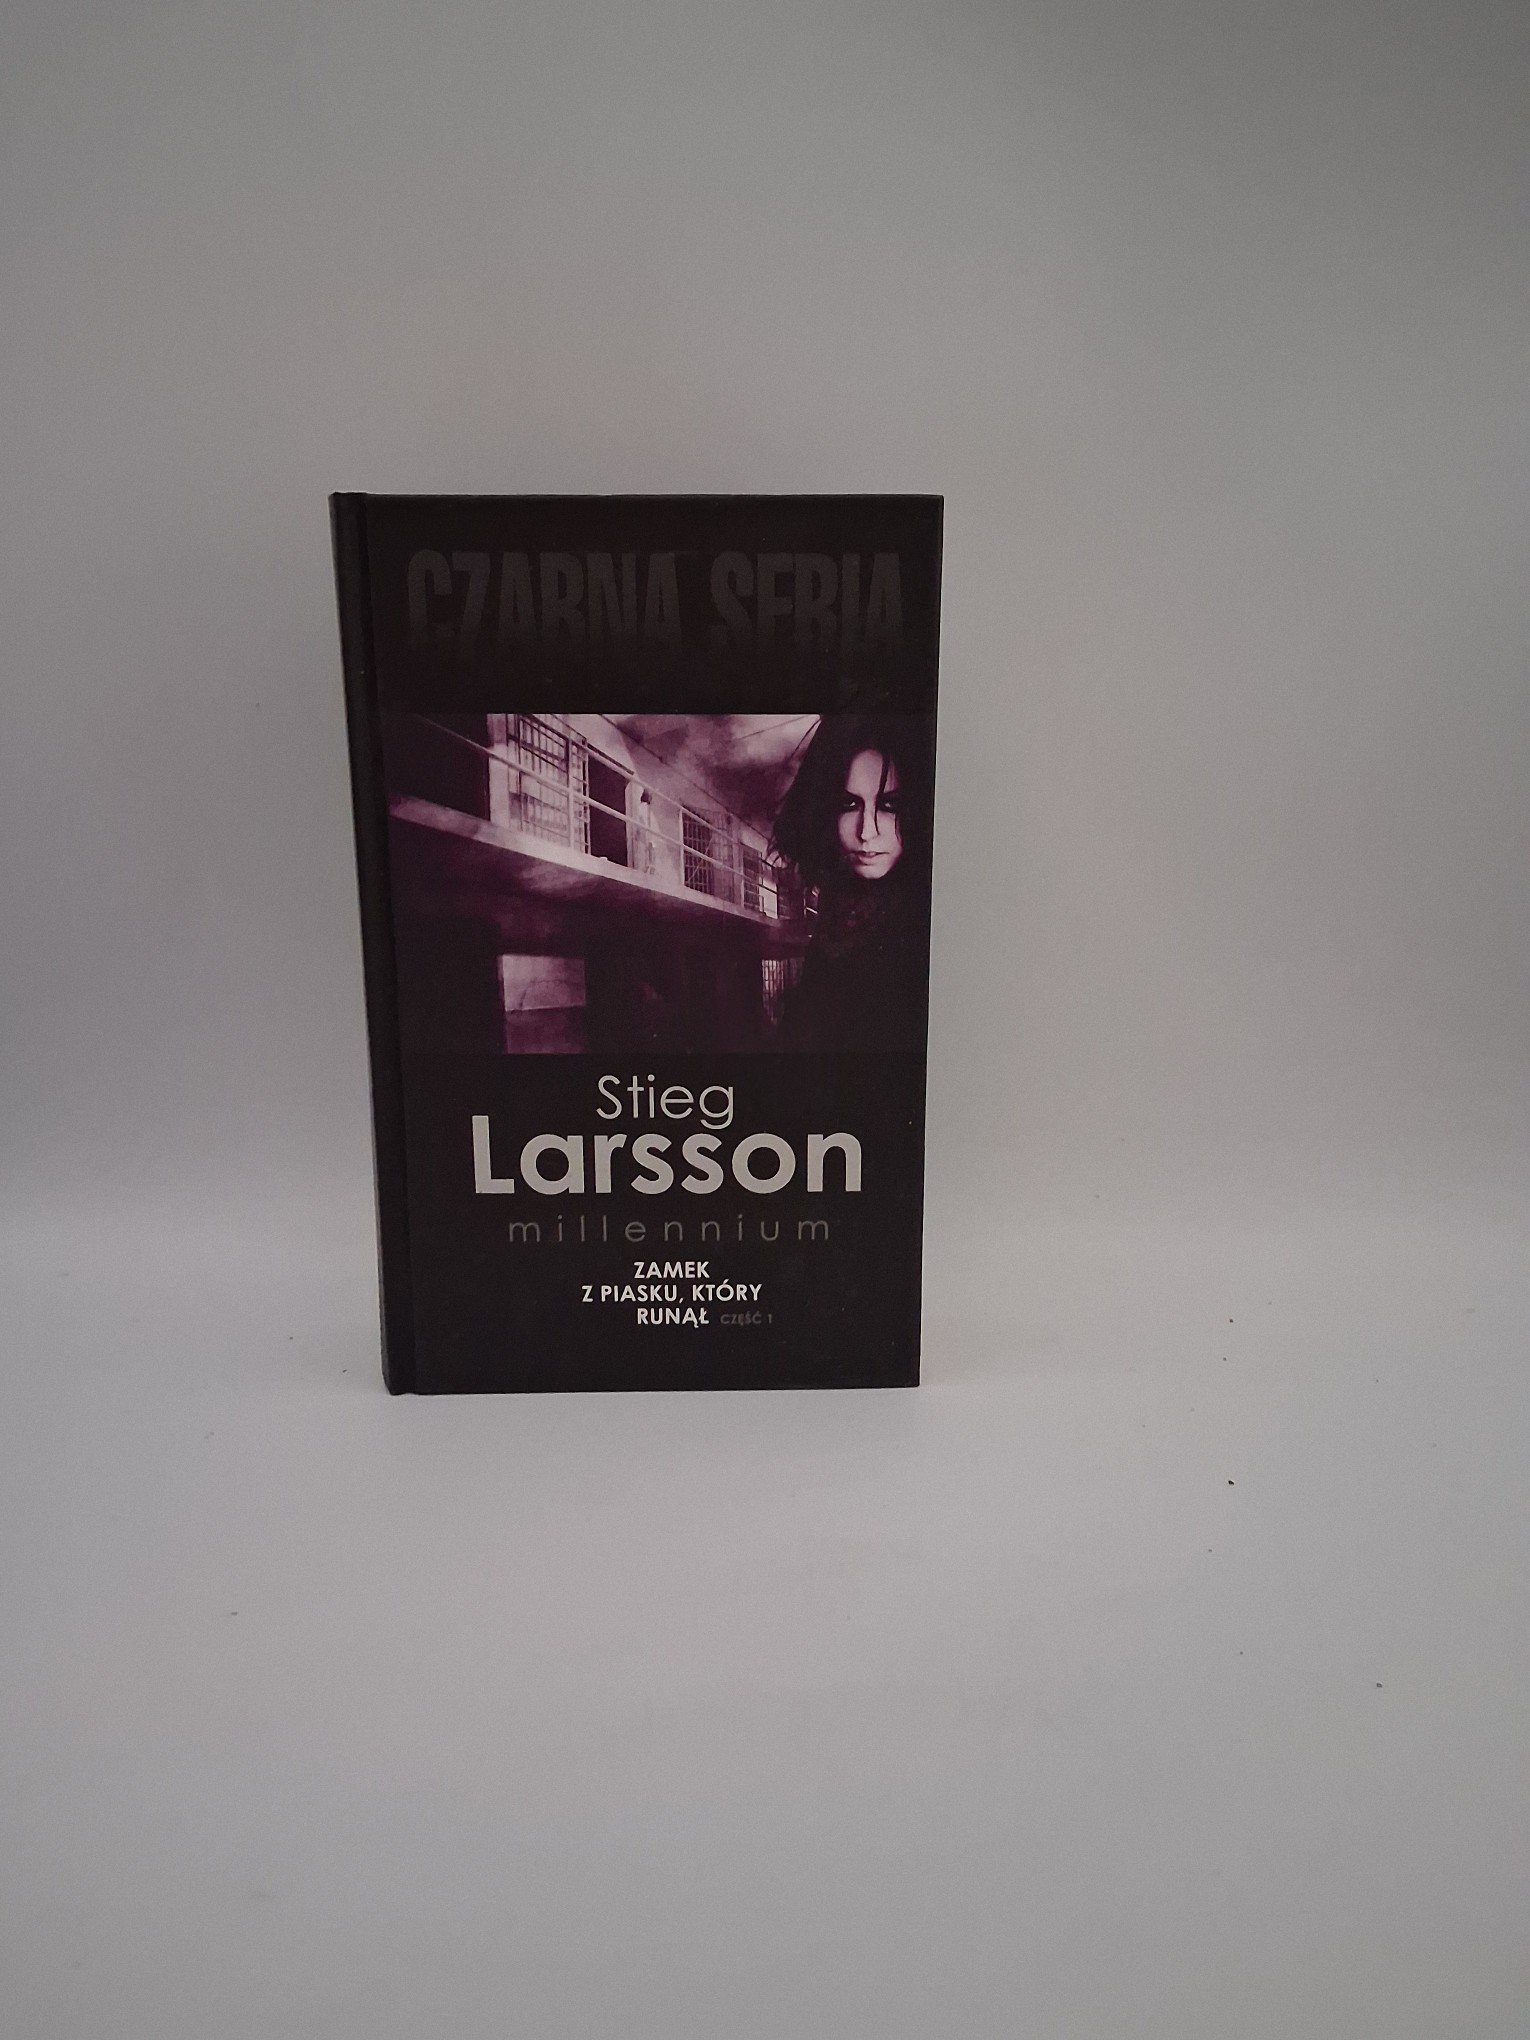 CZARNA SERIA
Stieg
Larsson
millennium
ZAMEK
Z PIASKU, KTÓRY
RUNĄŁ CZĘŚĆ 1